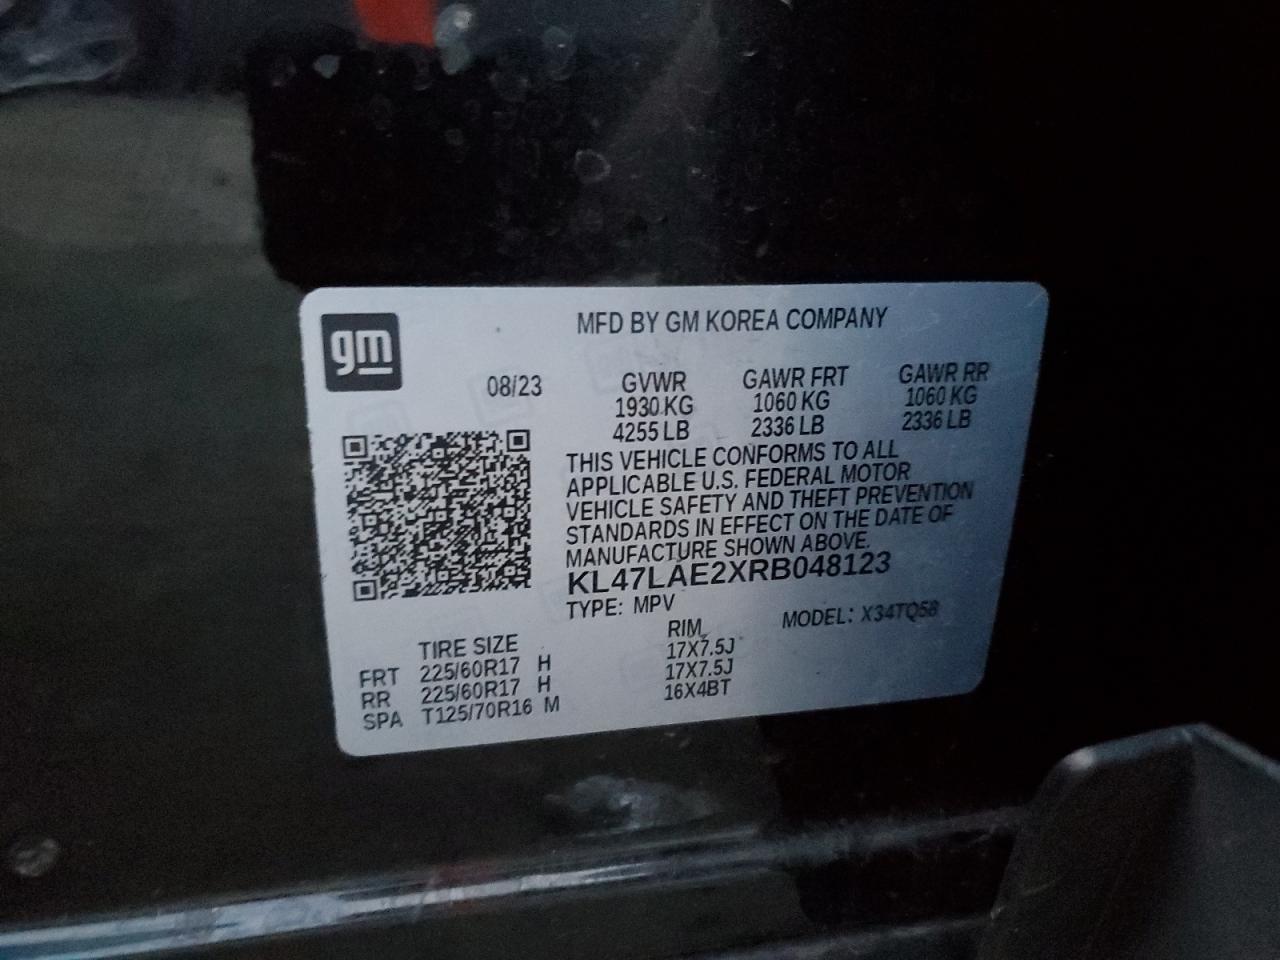 gm
MFD BY GM KOREA COMPANY
08/23
GVWR GAWR FRT GAWR RR
1930 KG 1060 KG 1060 KG
4255 LB 2336 LB 2336 LB
THIS VEHICLE CONFORMS TO ALL
APPLICABLE U.S. FEDERAL MOTOR
VEHICLE SAFETY AND THEFT PREVENTION
STANDARDS IN EFFECT ON THE DATE OF
MANUFACTURE SHOWN ABOVE.
KL47LAE2XRB048123
TYPE: MPV MODEL: X34TQ58
TIRE SIZE RIM
FRT 225/60R17 H 17X7.5J
RR 225/60R17 H 17X7.5J
SPA T125/70R16 M 16X4BT